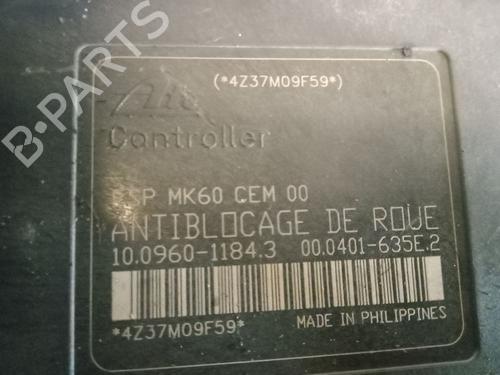 (*4Z37M09F59*)
Ate
Controller
MK60 CEM 00
ANTIBLOCAGE DE ROUE
10.0960-1184.3 00.0401-635E.2
*4Z37M09F59*
MADE IN PHILIPPINES
B-PARTS